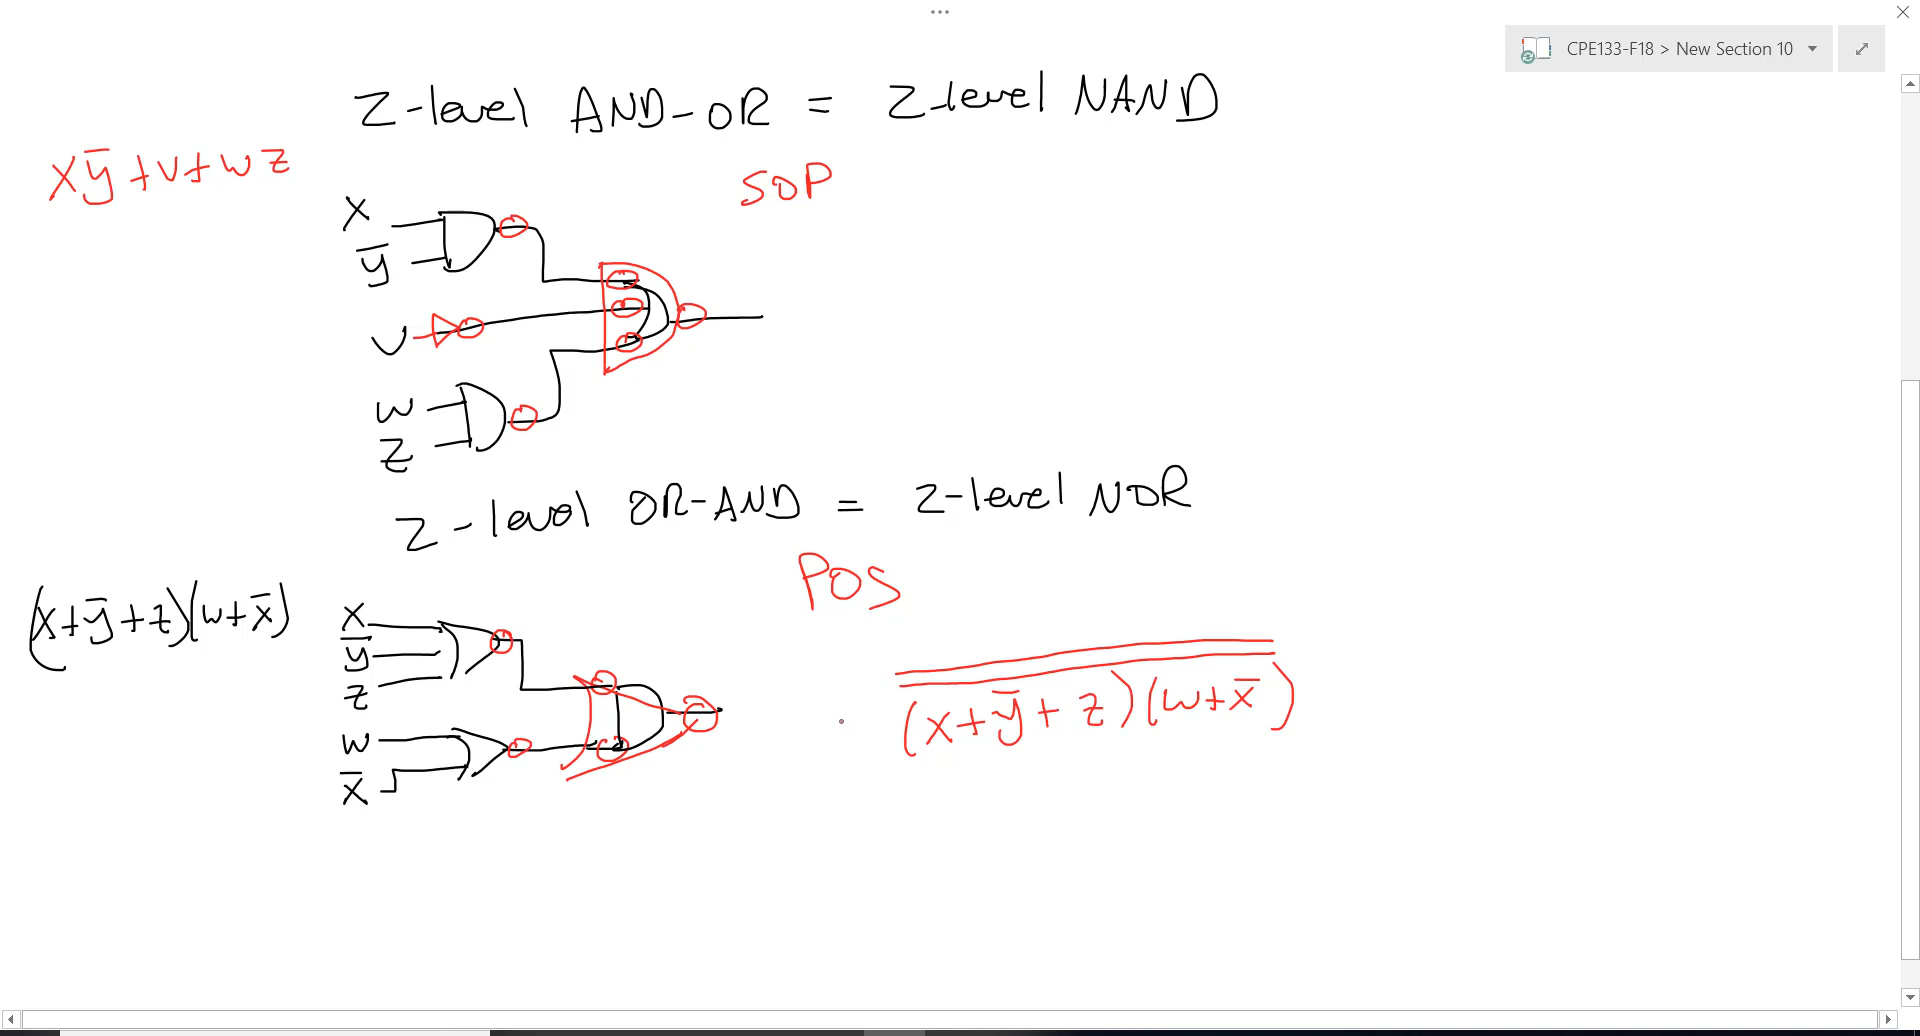 CPE133-F18 > New Section 10
2-level AND-OR = 2-level NAND
xy̅ + v + wz
SOP
x
y̅
v
w
z
2-level OR-AND = 2-level NOR
POS
(x+y̅+z)(w+x̅)
x
y̅
z
w
x̅
(x+y̅+z)(w+x̅)